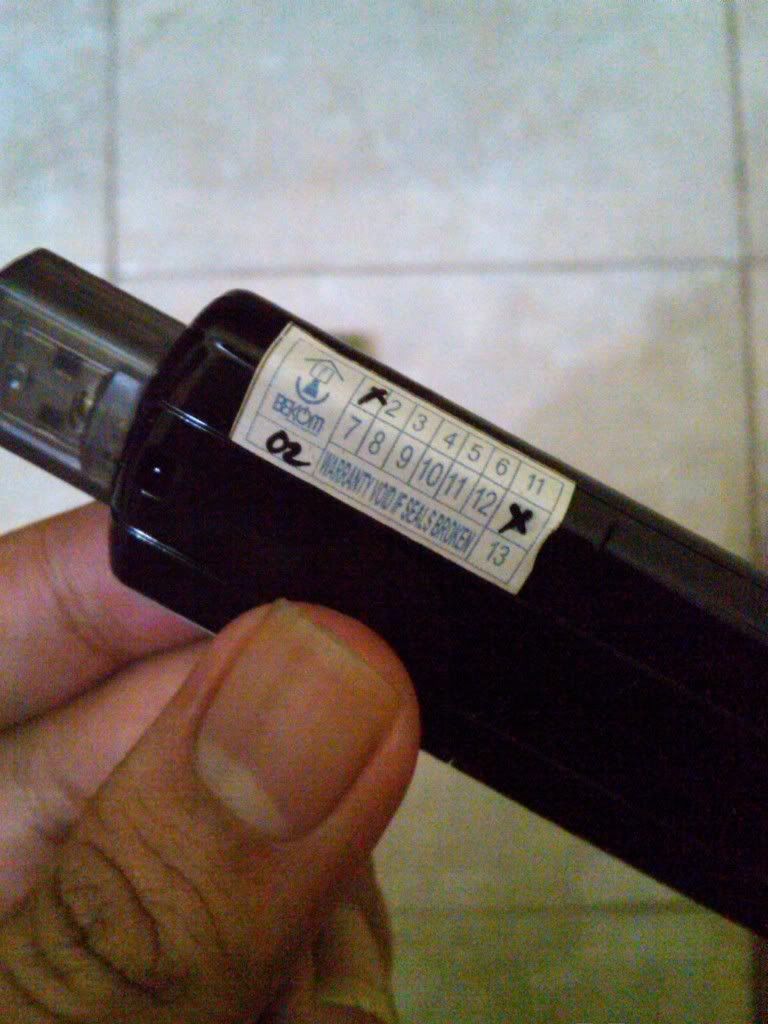 BEKOM
2 3 4 5 6 11
7 8 9 10 11 12
02 WARRANTY VOID IF SEALS BROKEN 13